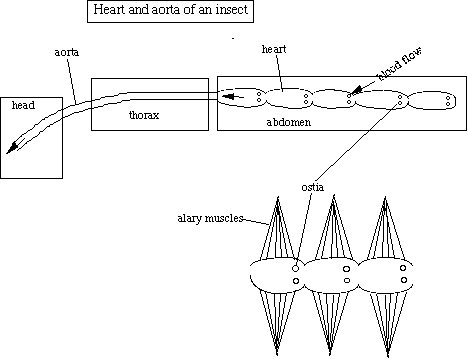 Heart and aorta of an insect
aorta
heart
blood flow
head
thorax
abdomen
ostia
alary muscles